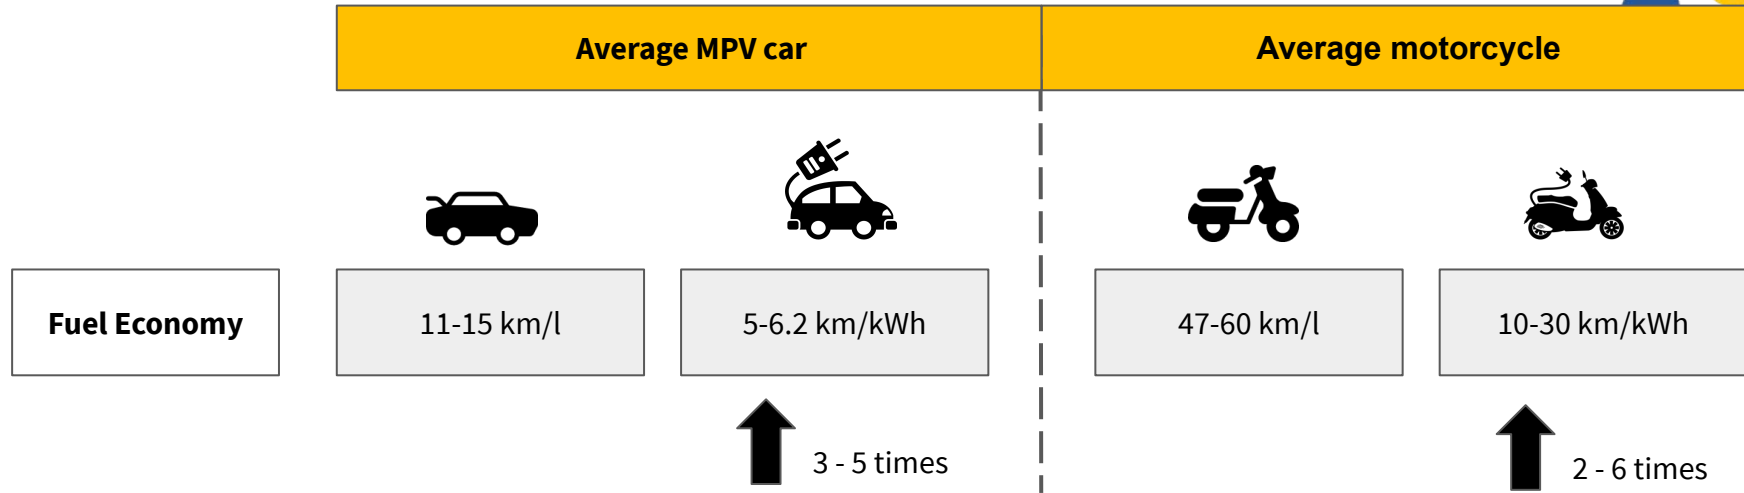 Average MPV car
Average motorcycle
Fuel Economy
11-15 km/l
5-6.2 km/kWh
47-60 km/l
10-30 km/kWh
3 - 5 times
2 - 6 times